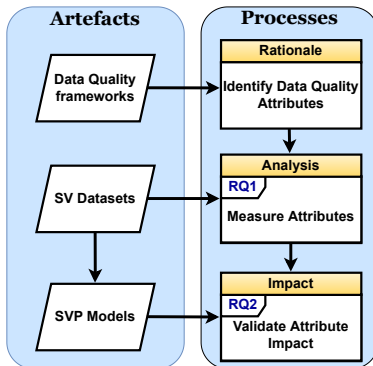 Artefacts
Data Quality
frameworks
SV Datasets
SVP Models
Processes
Rationale
Identify Data Quality
Attributes
Analysis
RQ1
Measure Attributes
Impact
RQ2
Validate Attribute
Impact